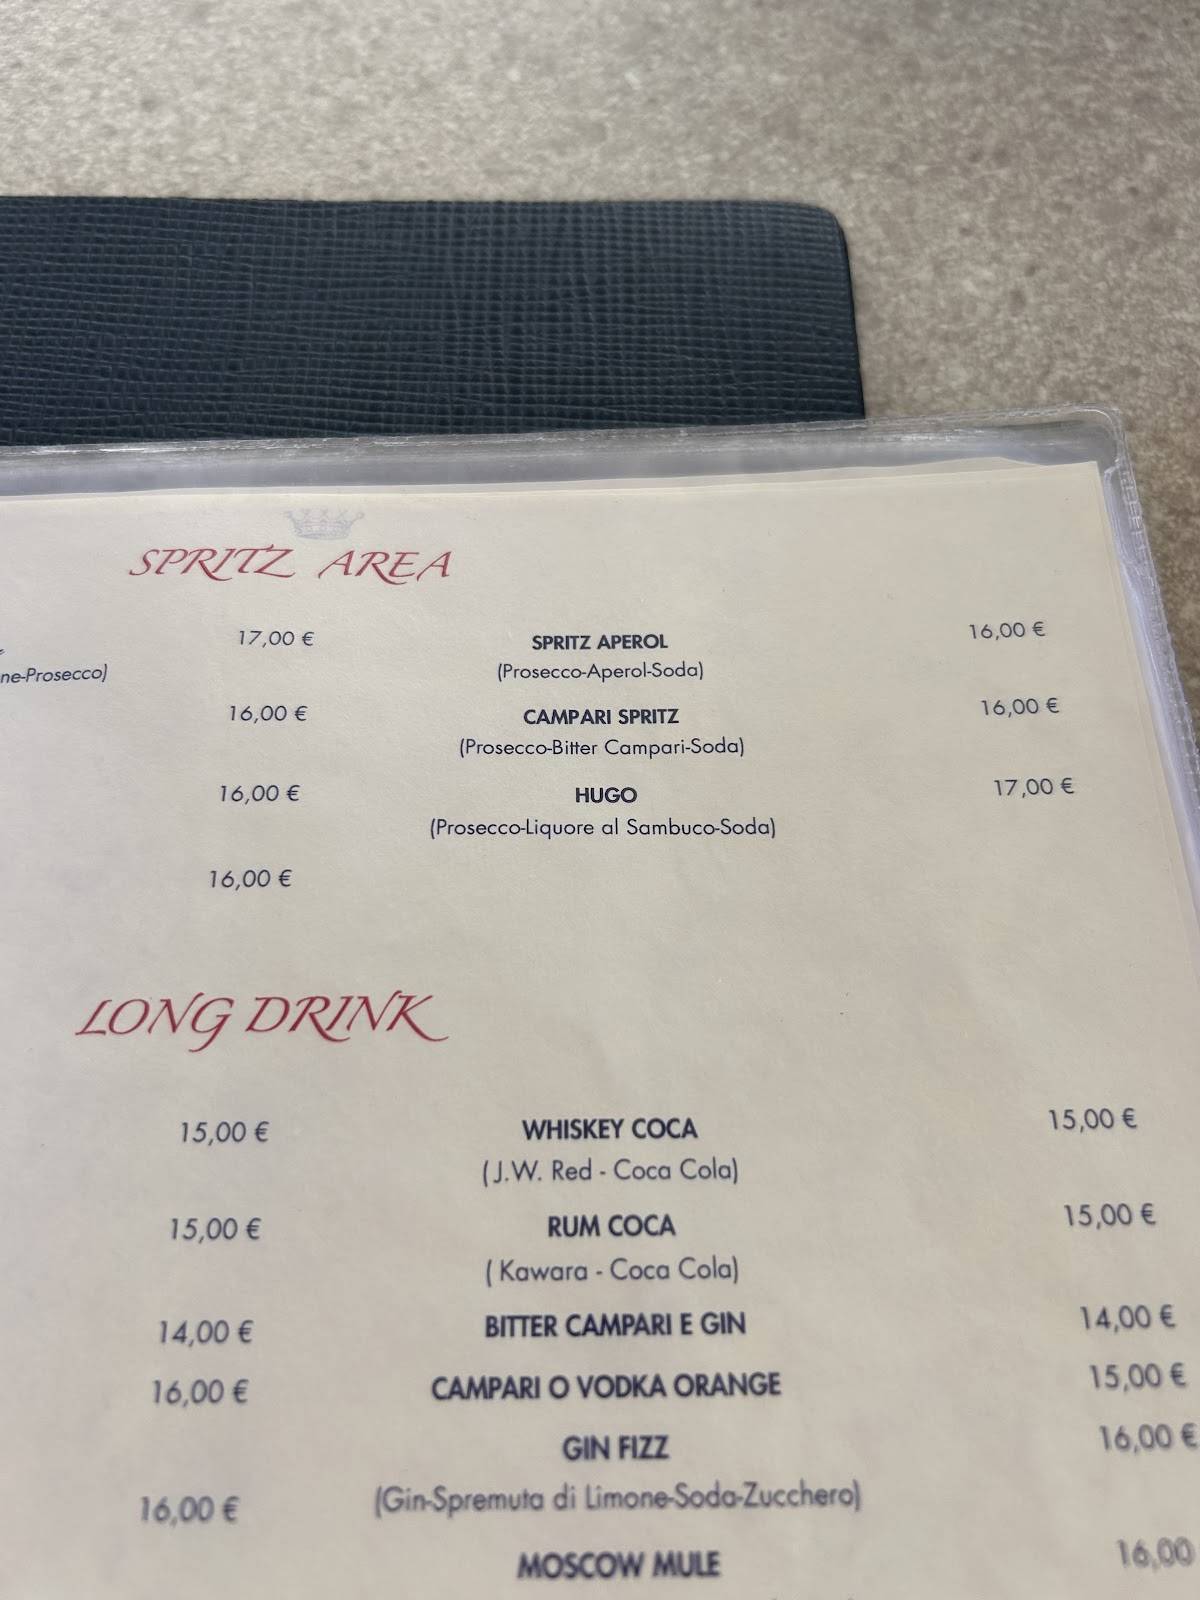 SPRITZ AREA
17,00 € SPRITZ APEROL 16,00 €
ne-Prosecco) (Prosecco-Aperol-Soda)
16,00 € CAMPARI SPRITZ 16,00 €
(Prosecco-Bitter Campari-Soda)
16,00 € HUGO 17,00 €
(Prosecco-Liquore al Sambuco-Soda)
16,00 €
LONG DRINK
15,00 € WHISKEY COCA 15,00 €
(J.W. Red - Coca Cola)
15,00 € RUM COCA 15,00 €
( Kawara - Coca Cola)
14,00 € BITTER CAMPARI E GIN 14,00 €
16,00 € CAMPARI O VODKA ORANGE 15,00 €
GIN FIZZ 16,00 €
16,00 € (Gin-Spremuta di Limone-Soda-Zucchero)
MOSCOW MULE 16,00